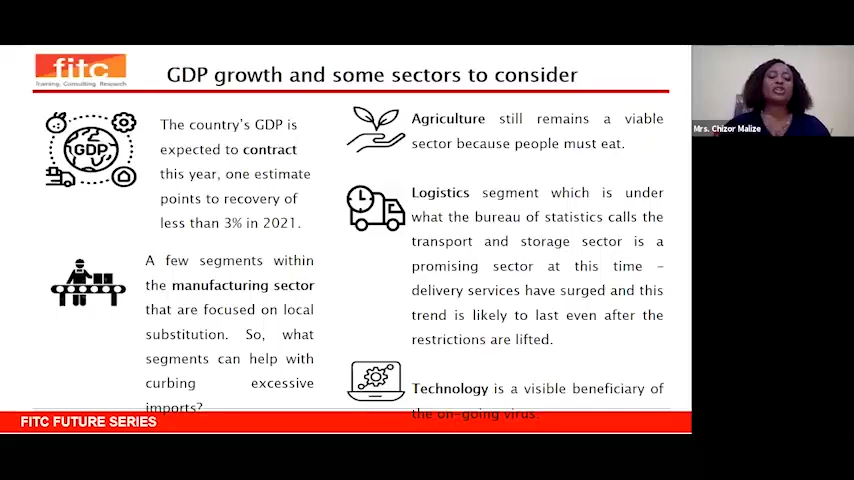 fitc
Training. Consulting. Research
GDP growth and some sectors to consider
GDP
The country's GDP is
expected to contract
this year, one estimate
points to recovery of
less than 3% in 2021.
A few segments within
the manufacturing sector
that are focused on local
substitution. So, what
segments can help with
curbing excessive
imports?
Agriculture still remains a viable
sector because people must eat.
Logistics segment which is under
what the bureau of statistics calls the
transport and storage sector is a
promising sector at this time –
delivery services have surged and this
trend is likely to last even after the
restrictions are lifted.
Technology is a visible beneficiary of
the on-going virus.
FITC FUTURE SERIES
Mrs. Chizor Malize